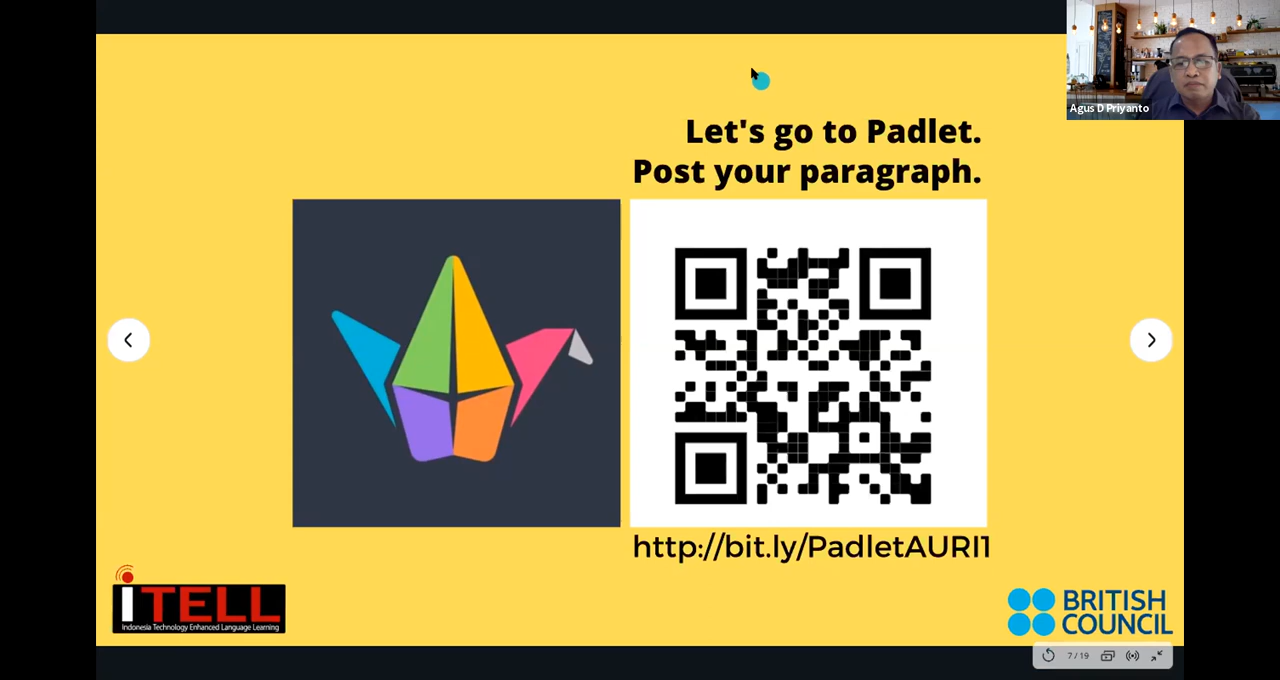 Agus D Priyanto
Let's go to Padlet.
Post your paragraph.
http://bit.ly/PadletAURI1
iTELL
Indonesia Technology Enhanced Language Learning
BRITISH
COUNCIL
7 / 19